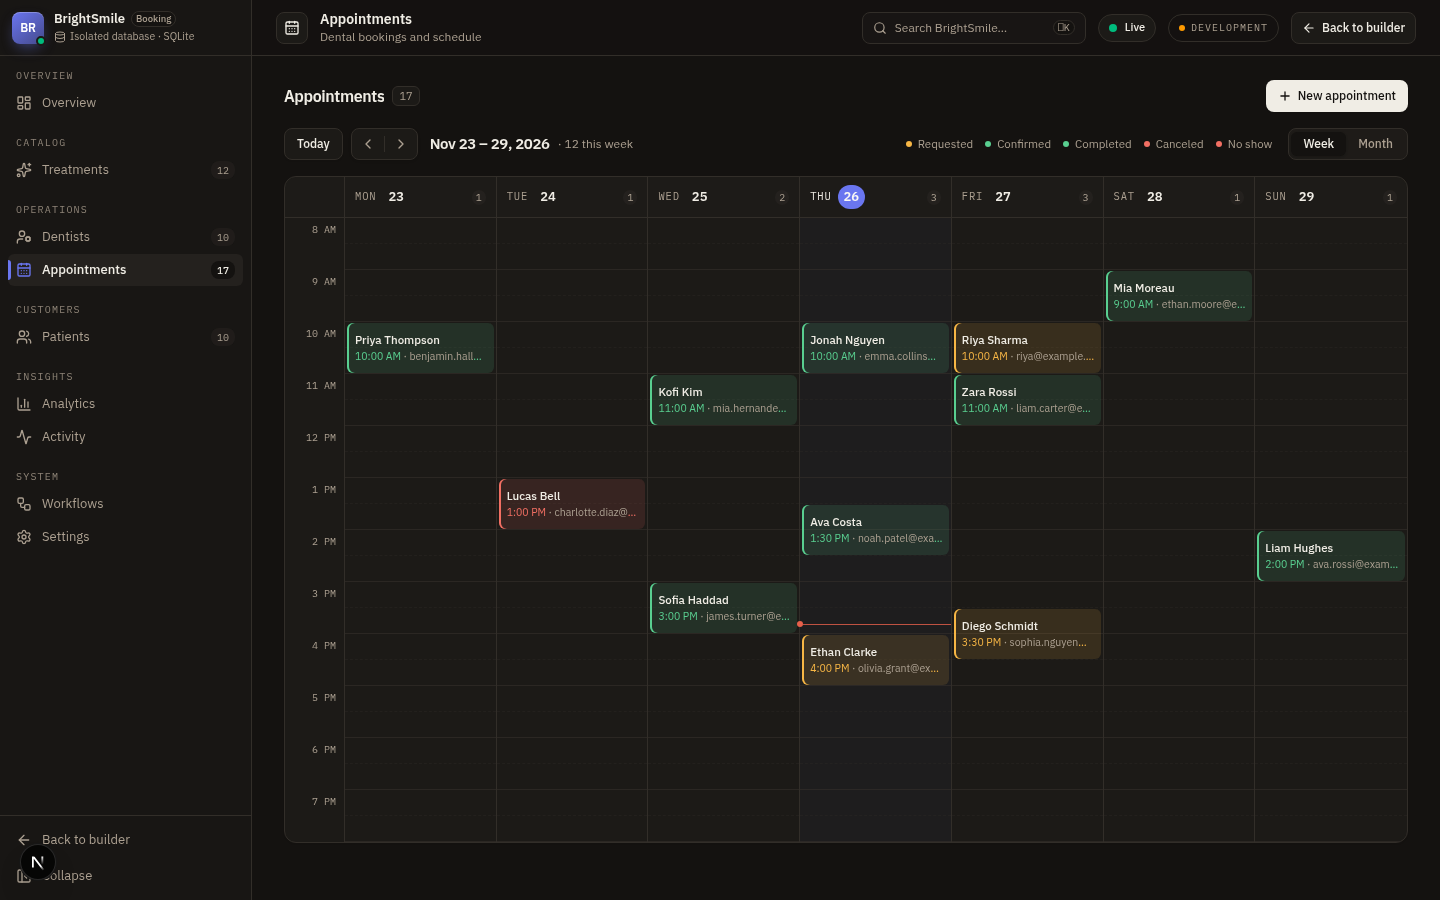 BR
BrightSmile Booking
Isolated database · SQLite
OVERVIEW
Overview
CATALOG
Treatments 12
OPERATIONS
Dentists 10
Appointments 17
CUSTOMERS
Patients 10
INSIGHTS
Analytics
Activity
SYSTEM
Workflows
Settings
Back to builder
N
Collapse
Appointments
Dental bookings and schedule
Search BrightSmile... K
Live
DEVELOPMENT
Back to builder
Appointments 17
New appointment
Today
Nov 23 – 29, 2026 · 12 this week
Requested Confirmed Completed Canceled No show
Week Month
MON 23 1
TUE 24 1
WED 25 2
THU 26 3
FRI 27 3
SAT 28 1
SUN 29 1
8 AM
9 AM
10 AM
11 AM
12 PM
1 PM
2 PM
3 PM
4 PM
5 PM
6 PM
7 PM
Priya Thompson
10:00 AM · benjamin.hall...
Lucas Bell
1:00 PM · charlotte.diaz@...
Kofi Kim
11:00 AM · mia.hernande...
Sofia Haddad
3:00 PM · james.turner@e...
Jonah Nguyen
10:00 AM · emma.collins...
Ava Costa
1:30 PM · noah.patel@exa...
Ethan Clarke
4:00 PM · olivia.grant@ex...
Riya Sharma
10:00 AM · riya@example....
Zara Rossi
11:00 AM · liam.carter@e...
Diego Schmidt
3:30 PM · sophia.nguyen...
Mia Moreau
9:00 AM · ethan.moore@e...
Liam Hughes
2:00 PM · ava.rossi@exam...